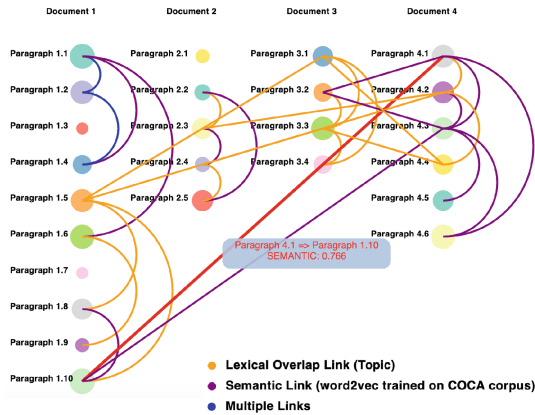 Document 1 Document 2 Document 3 Document 4
Paragraph 1.1 Paragraph 2.1 Paragraph 3.1 Paragraph 4.1
Paragraph 1.2 Paragraph 2.2 Paragraph 3.2 Paragraph 4.2
Paragraph 1.3 Paragraph 2.3 Paragraph 3.3 Paragraph 4.3
Paragraph 1.4 Paragraph 2.4 Paragraph 3.4 Paragraph 4.4
Paragraph 1.5 Paragraph 2.5 Paragraph 4.5
Paragraph 1.6 Paragraph 4.6
Paragraph 4.1 => Paragraph 1.10
SEMANTIC: 0.766
Paragraph 1.7
Paragraph 1.8
Paragraph 1.9
Paragraph 1.10
Lexical Overlap Link (Topic)
Semantic Link (word2vec trained on COCA corpus)
Multiple Links